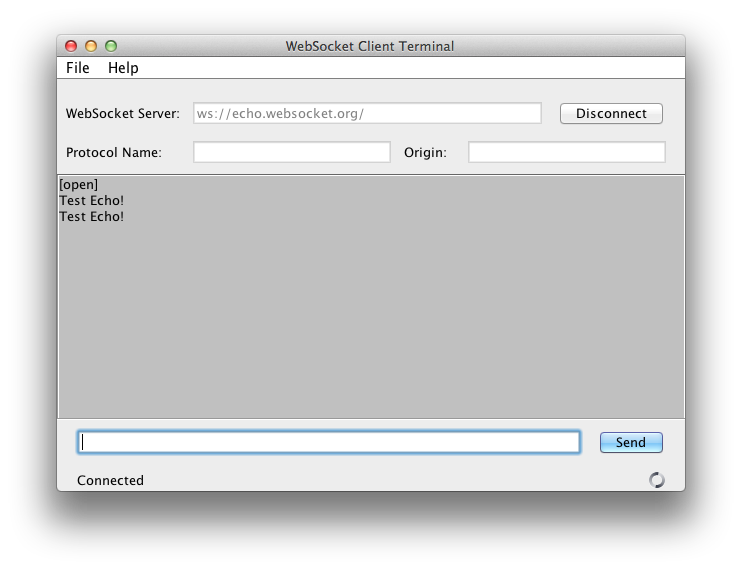 WebSocket Client Terminal
File Help
WebSocket Server: ws://echo.websocket.org/ Disconnect
Protocol Name: Origin:
[open]
Test Echo!
Test Echo!
Send
Connected